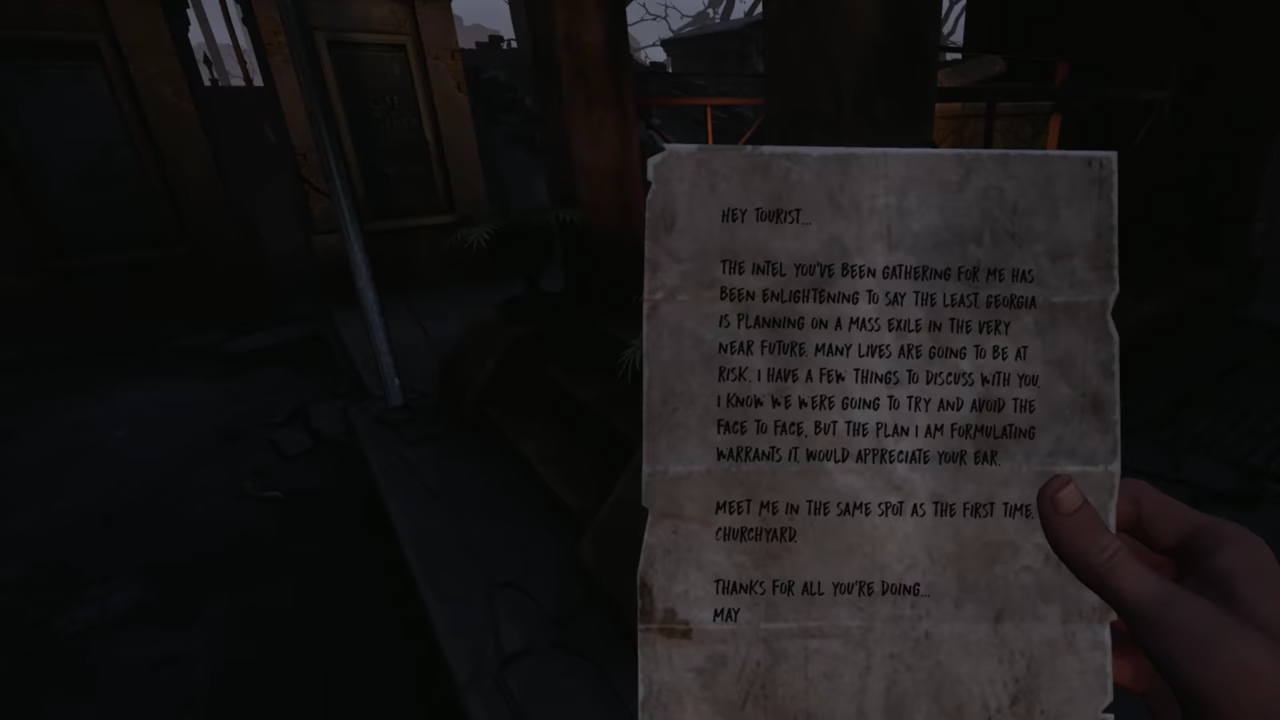 HEY TOURIST...
THE INTEL YOU'VE BEEN GATHERING FOR ME HAS
BEEN ENLIGHTENING TO SAY THE LEAST. GEORGIA
IS PLANNING ON A MASS EXILE IN THE VERY
NEAR FUTURE. MANY LIVES ARE GOING TO BE AT
RISK. I HAVE A FEW THINGS TO DISCUSS WITH YOU.
I KNOW WE WERE GOING TO TRY AND AVOID THE
FACE TO FACE, BUT THE PLAN I AM FORMULATING
WARRANTS IT. WOULD APPRECIATE YOUR EAR.
MEET ME IN THE SAME SPOT AS THE FIRST TIME.
CHURCHYARD.
THANKS FOR ALL YOU'RE DOING...
MAY